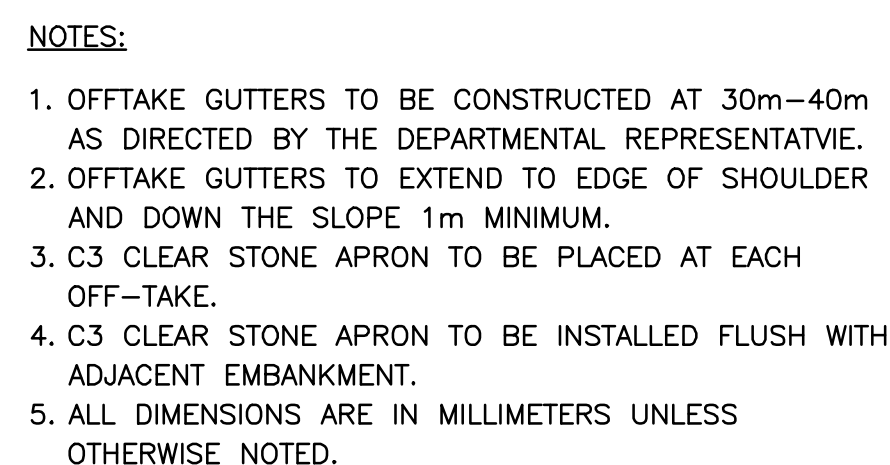 NOTES:
1. OFFTAKE GUTTERS TO BE CONSTRUCTED AT 30m–40m
AS DIRECTED BY THE DEPARTMENTAL REPRESENTATVIE.
2. OFFTAKE GUTTERS TO EXTEND TO EDGE OF SHOULDER
AND DOWN THE SLOPE 1m MINIMUM.
3. C3 CLEAR STONE APRON TO BE PLACED AT EACH
OFF–TAKE.
4. C3 CLEAR STONE APRON TO BE INSTALLED FLUSH WITH
ADJACENT EMBANKMENT.
5. ALL DIMENSIONS ARE IN MILLIMETERS UNLESS
OTHERWISE NOTED.